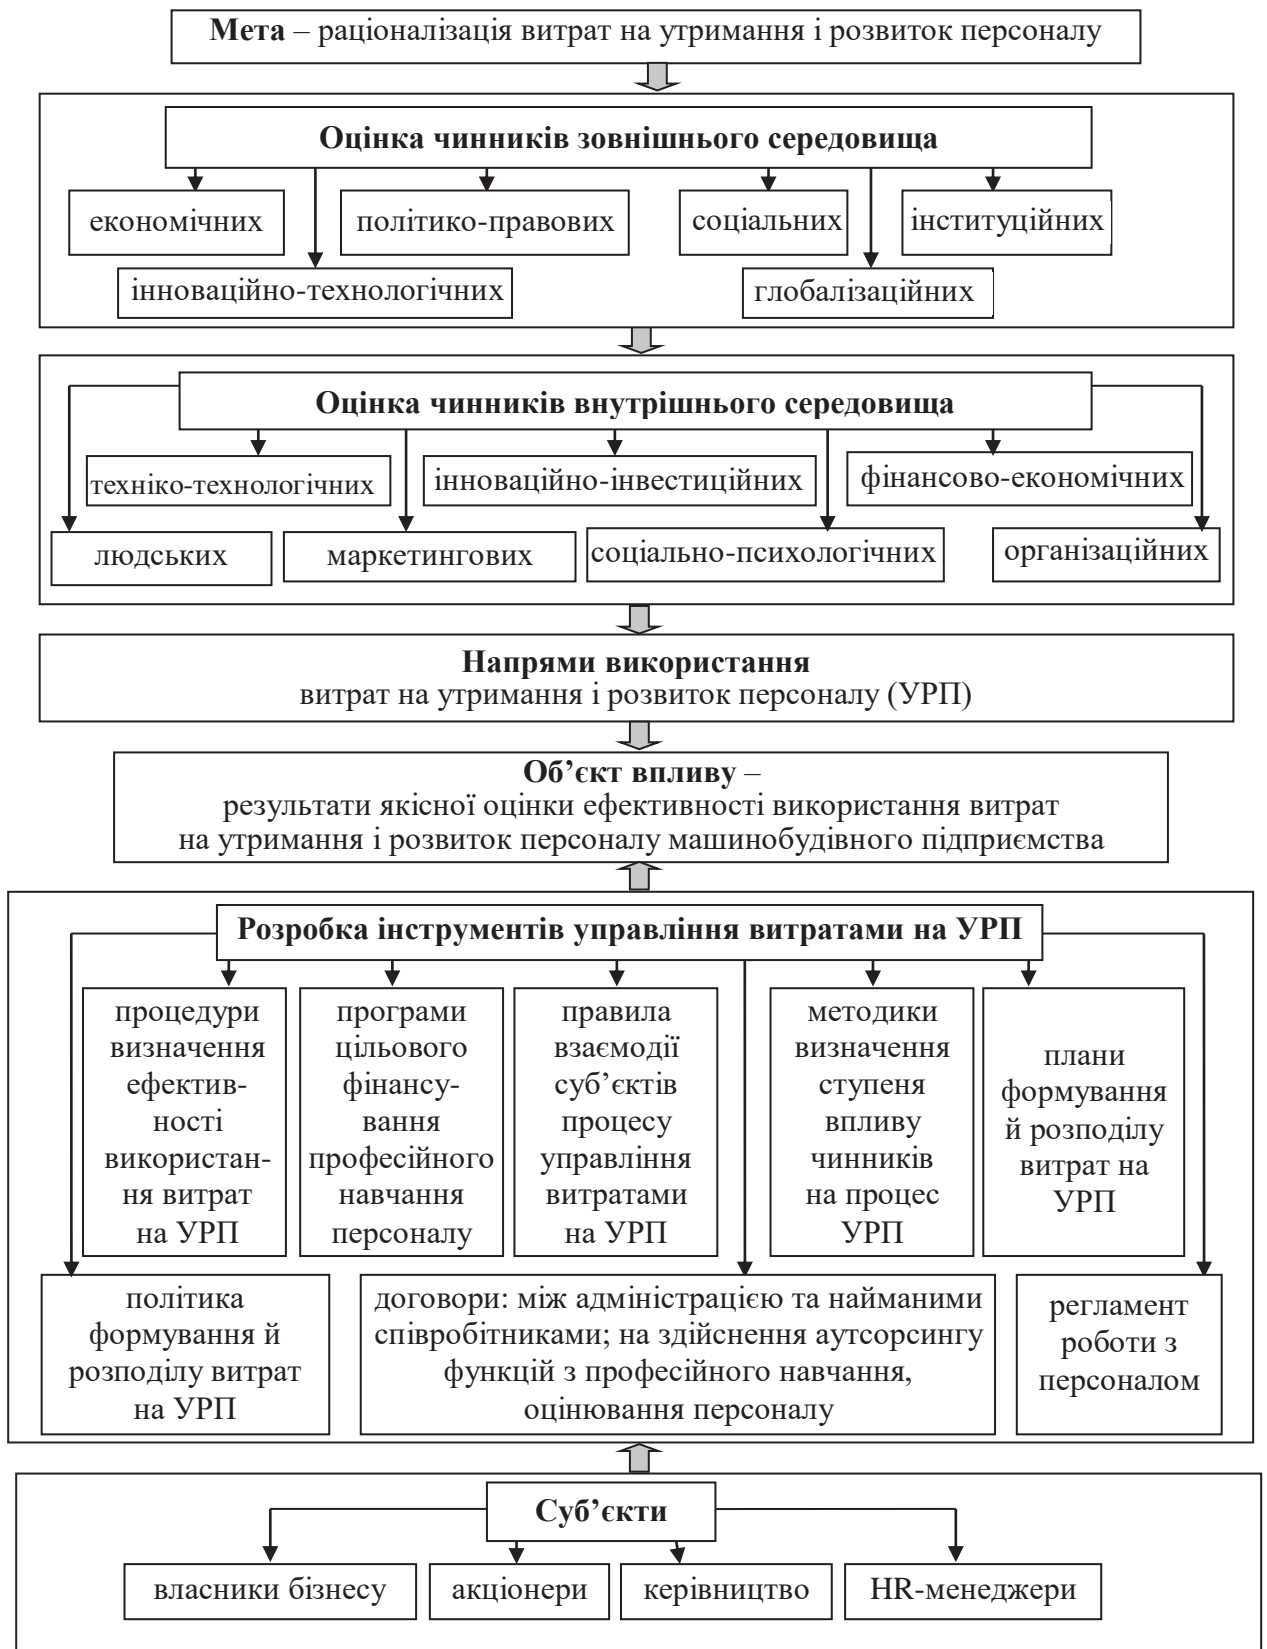 Мета – раціоналізація витрат на утримання і розвиток персоналу
Оцінка чинників зовнішнього середовища
економічних
політико-правових
соціальних
інституційних
інноваційно-технологічних
глобалізаційних
Оцінка чинників внутрішнього середовища
техніко-технологічних
інноваційно-інвестиційних
фінансово-економічних
людських
маркетингових
соціально-психологічних
організаційних
Напрями використання
витрат на утримання і розвиток персоналу (УРП)
Об’єкт впливу –
результати якісної оцінки ефективності використання витрат
на утримання і розвиток персоналу машинобудівного підприємства
Розробка інструментів управління витратами на УРП
процедури
визначення
ефектив-
ності
використан-
ня витрат
на УРП
програми
цільового
фінансу-
вання
професійного
навчання
персоналу
правила
взаємодії
суб’єктів
процесу
управління
витратами
на УРП
методики
визначення
ступеня
впливу
чинників
на процес
УРП
плани
формування
й розподілу
витрат на
УРП
політика
формування й
розподілу витрат
на УРП
договори: між адміністрацією та найманими
співробітниками; на здійснення аутсорсингу
функцій з професійного навчання,
оцінювання персоналу
регламент
роботи з
персоналом
Суб’єкти
власники бізнесу
акціонери
керівництво
HR-менеджери